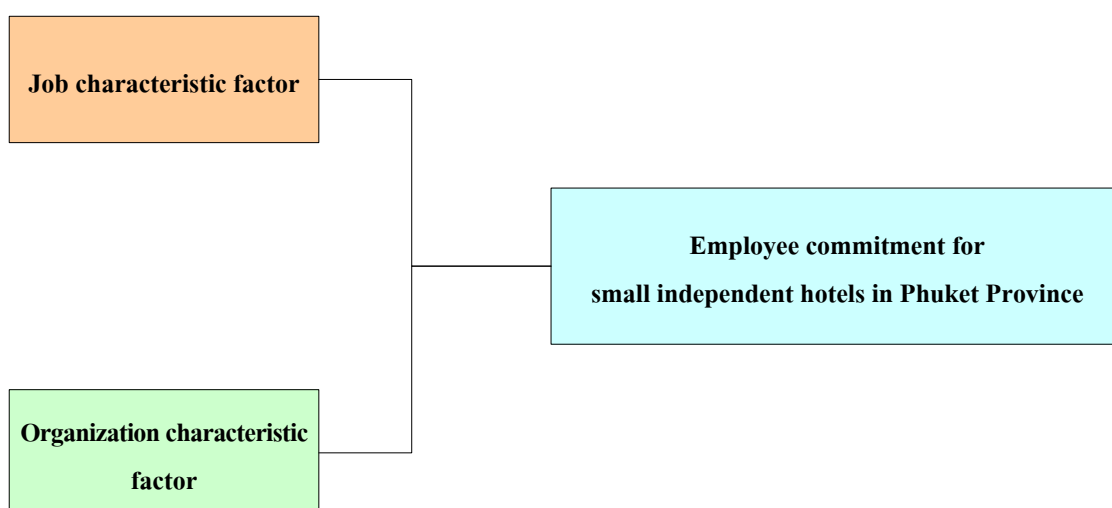 Job characteristic factor
Employee commitment for
small independent hotels in Phuket Province
Organization characteristic
factor